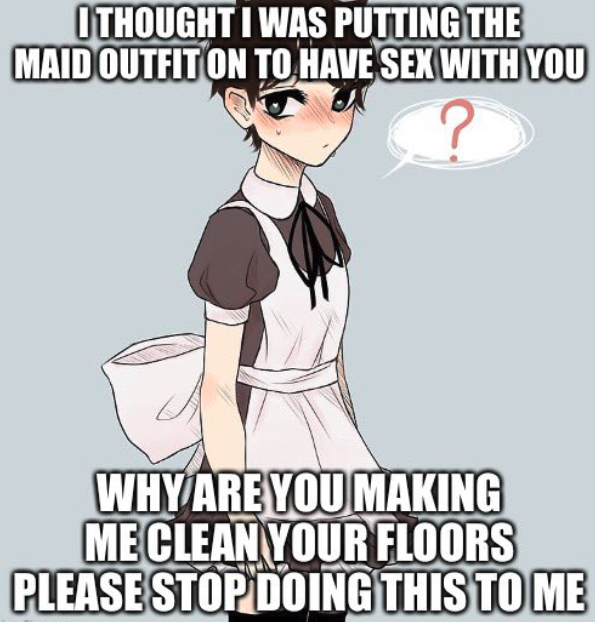 I THOUGHT I WAS PUTTING THE
MAID OUTFIT ON TO HAVE SEX WITH YOU
?
WHY ARE YOU MAKING
ME CLEAN YOUR FLOORS
PLEASE STOP DOING THIS TO ME